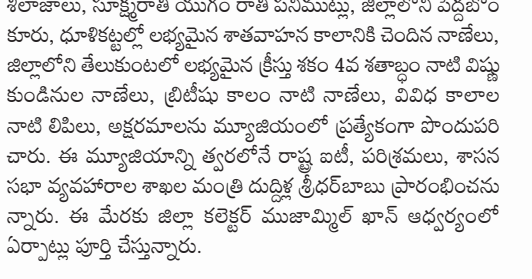 శిలాజాలు, సూక్ష్మరాతి యుగం రాతి పనిముట్లు, జిల్లాలోని పెద్దబొం
కూరు, ధూళికట్టల్లో లభ్యమైన శాతవాహన కాలానికి చెందిన నాణేలు,
జిల్లాలోని తేలుకుంటలో లభ్యమైన క్రీస్తు శకం 4వ శతాబ్దం నాటి విష్ణు
కుండినుల నాణేలు, బ్రిటీషు కాలం నాటి నాణేలు, వివిధ కాలాల
నాటి లిపిలు, అక్షరమాలను మ్యూజియంలో ప్రత్యేకంగా పొందుపరి
చారు. ఈ మ్యూజియాన్ని త్వరలోనే రాష్ట్ర ఐటీ, పరిశ్రమలు, శాసన
సభా వ్యవహారాల శాఖల మంత్రి దుద్దిళ్ల శ్రీధర్‌బాబు ప్రారంభించను
న్నారు. ఈ మేరకు జిల్లా కలెక్టర్ ముజామ్మిల్ ఖాన్ ఆధ్వర్యంలో
ఏర్పాట్లు పూర్తి చేస్తున్నారు.